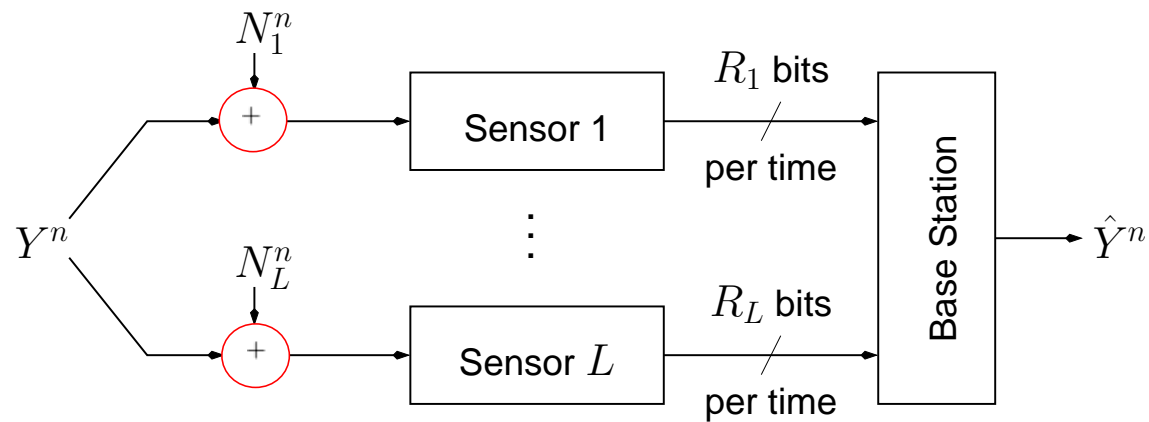 N_1^n
+
Sensor 1
R_1 bits
per time
Y^n
⋮
Base Station
Ŷ^n
N_L^n
+
Sensor L
R_L bits
per time